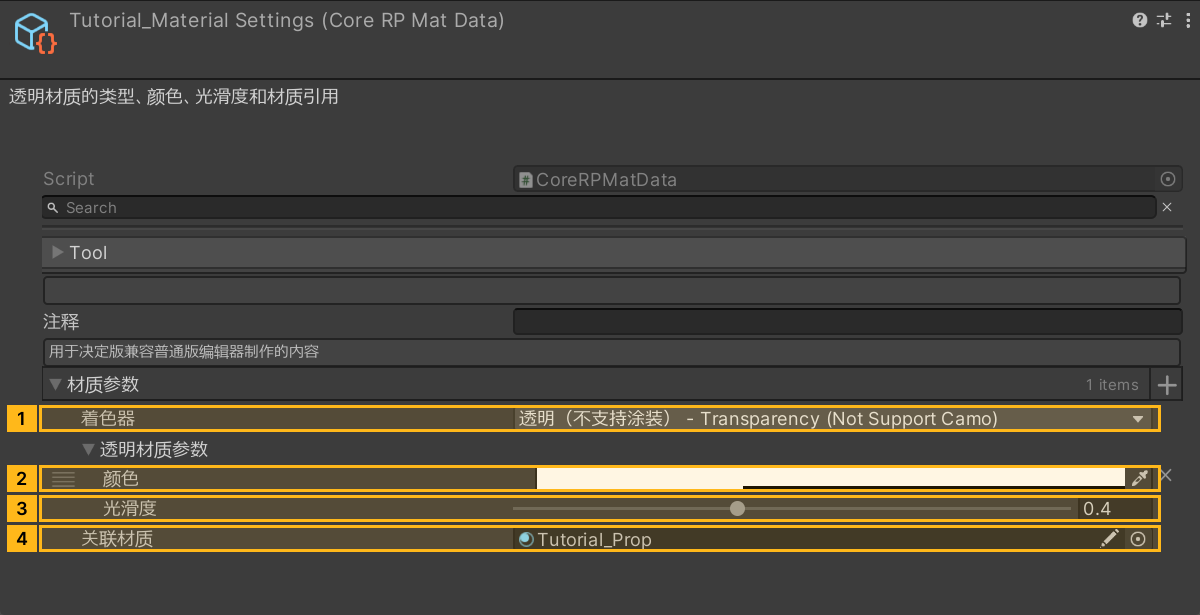 Tutorial_Material Settings (Core RP Mat Data)
透明材质的类型、颜色、光滑度和材质引用
Script
CoreRPMatData
Search
Tool
注释
用于决定版兼容普通版编辑器制作的内容
材质参数
1 items
1
着色器
透明（不支持涂装） - Transparency (Not Support Camo)
透明材质参数
2
颜色
3
光滑度
0.4
4
关联材质
Tutorial_Prop